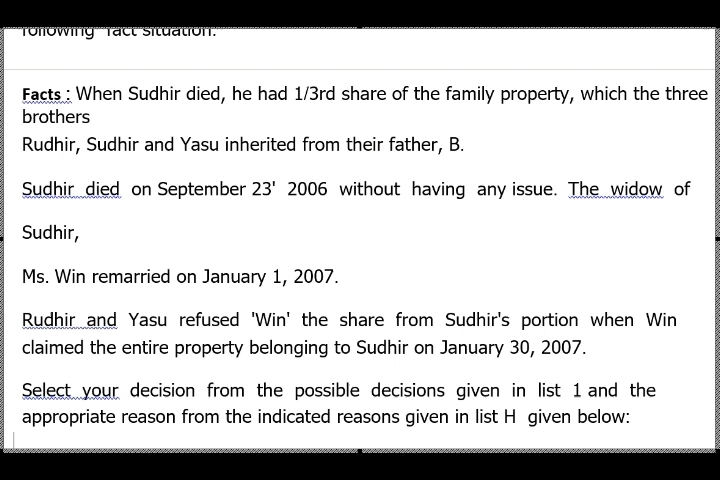 following fact situation.
Facts : When Sudhir died, he had 1/3rd share of the family property, which the three
brothers
Rudhir, Sudhir and Yasu inherited from their father, B.
Sudhir died on September 23' 2006 without having any issue. The widow of
Sudhir,
Ms. Win remarried on January 1, 2007.
Rudhir and Yasu refused 'Win' the share from Sudhir's portion when Win
claimed the entire property belonging to Sudhir on January 30, 2007.
Select your decision from the possible decisions given in list 1 and the
appropriate reason from the indicated reasons given in list H given below: